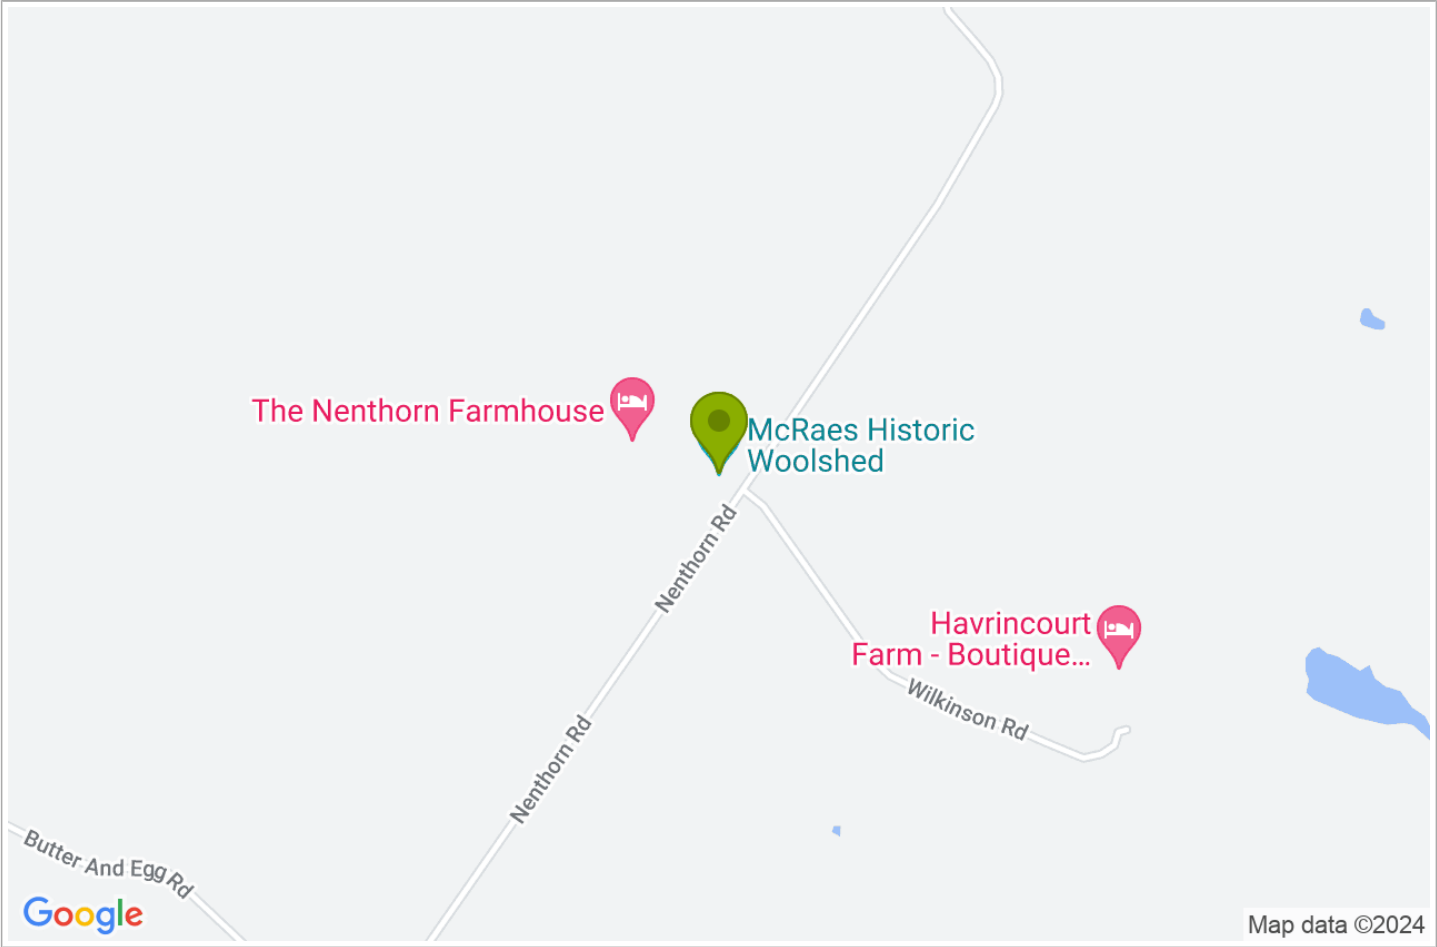 The Nenthorn Farmhouse
McRaes Historic
Woolshed
Nenthorn Rd
Havrincourt
Farm - Boutique...
Wilkinson Rd
Nenthorn Rd
Butter And Egg Rd
Google
Map data ©2024